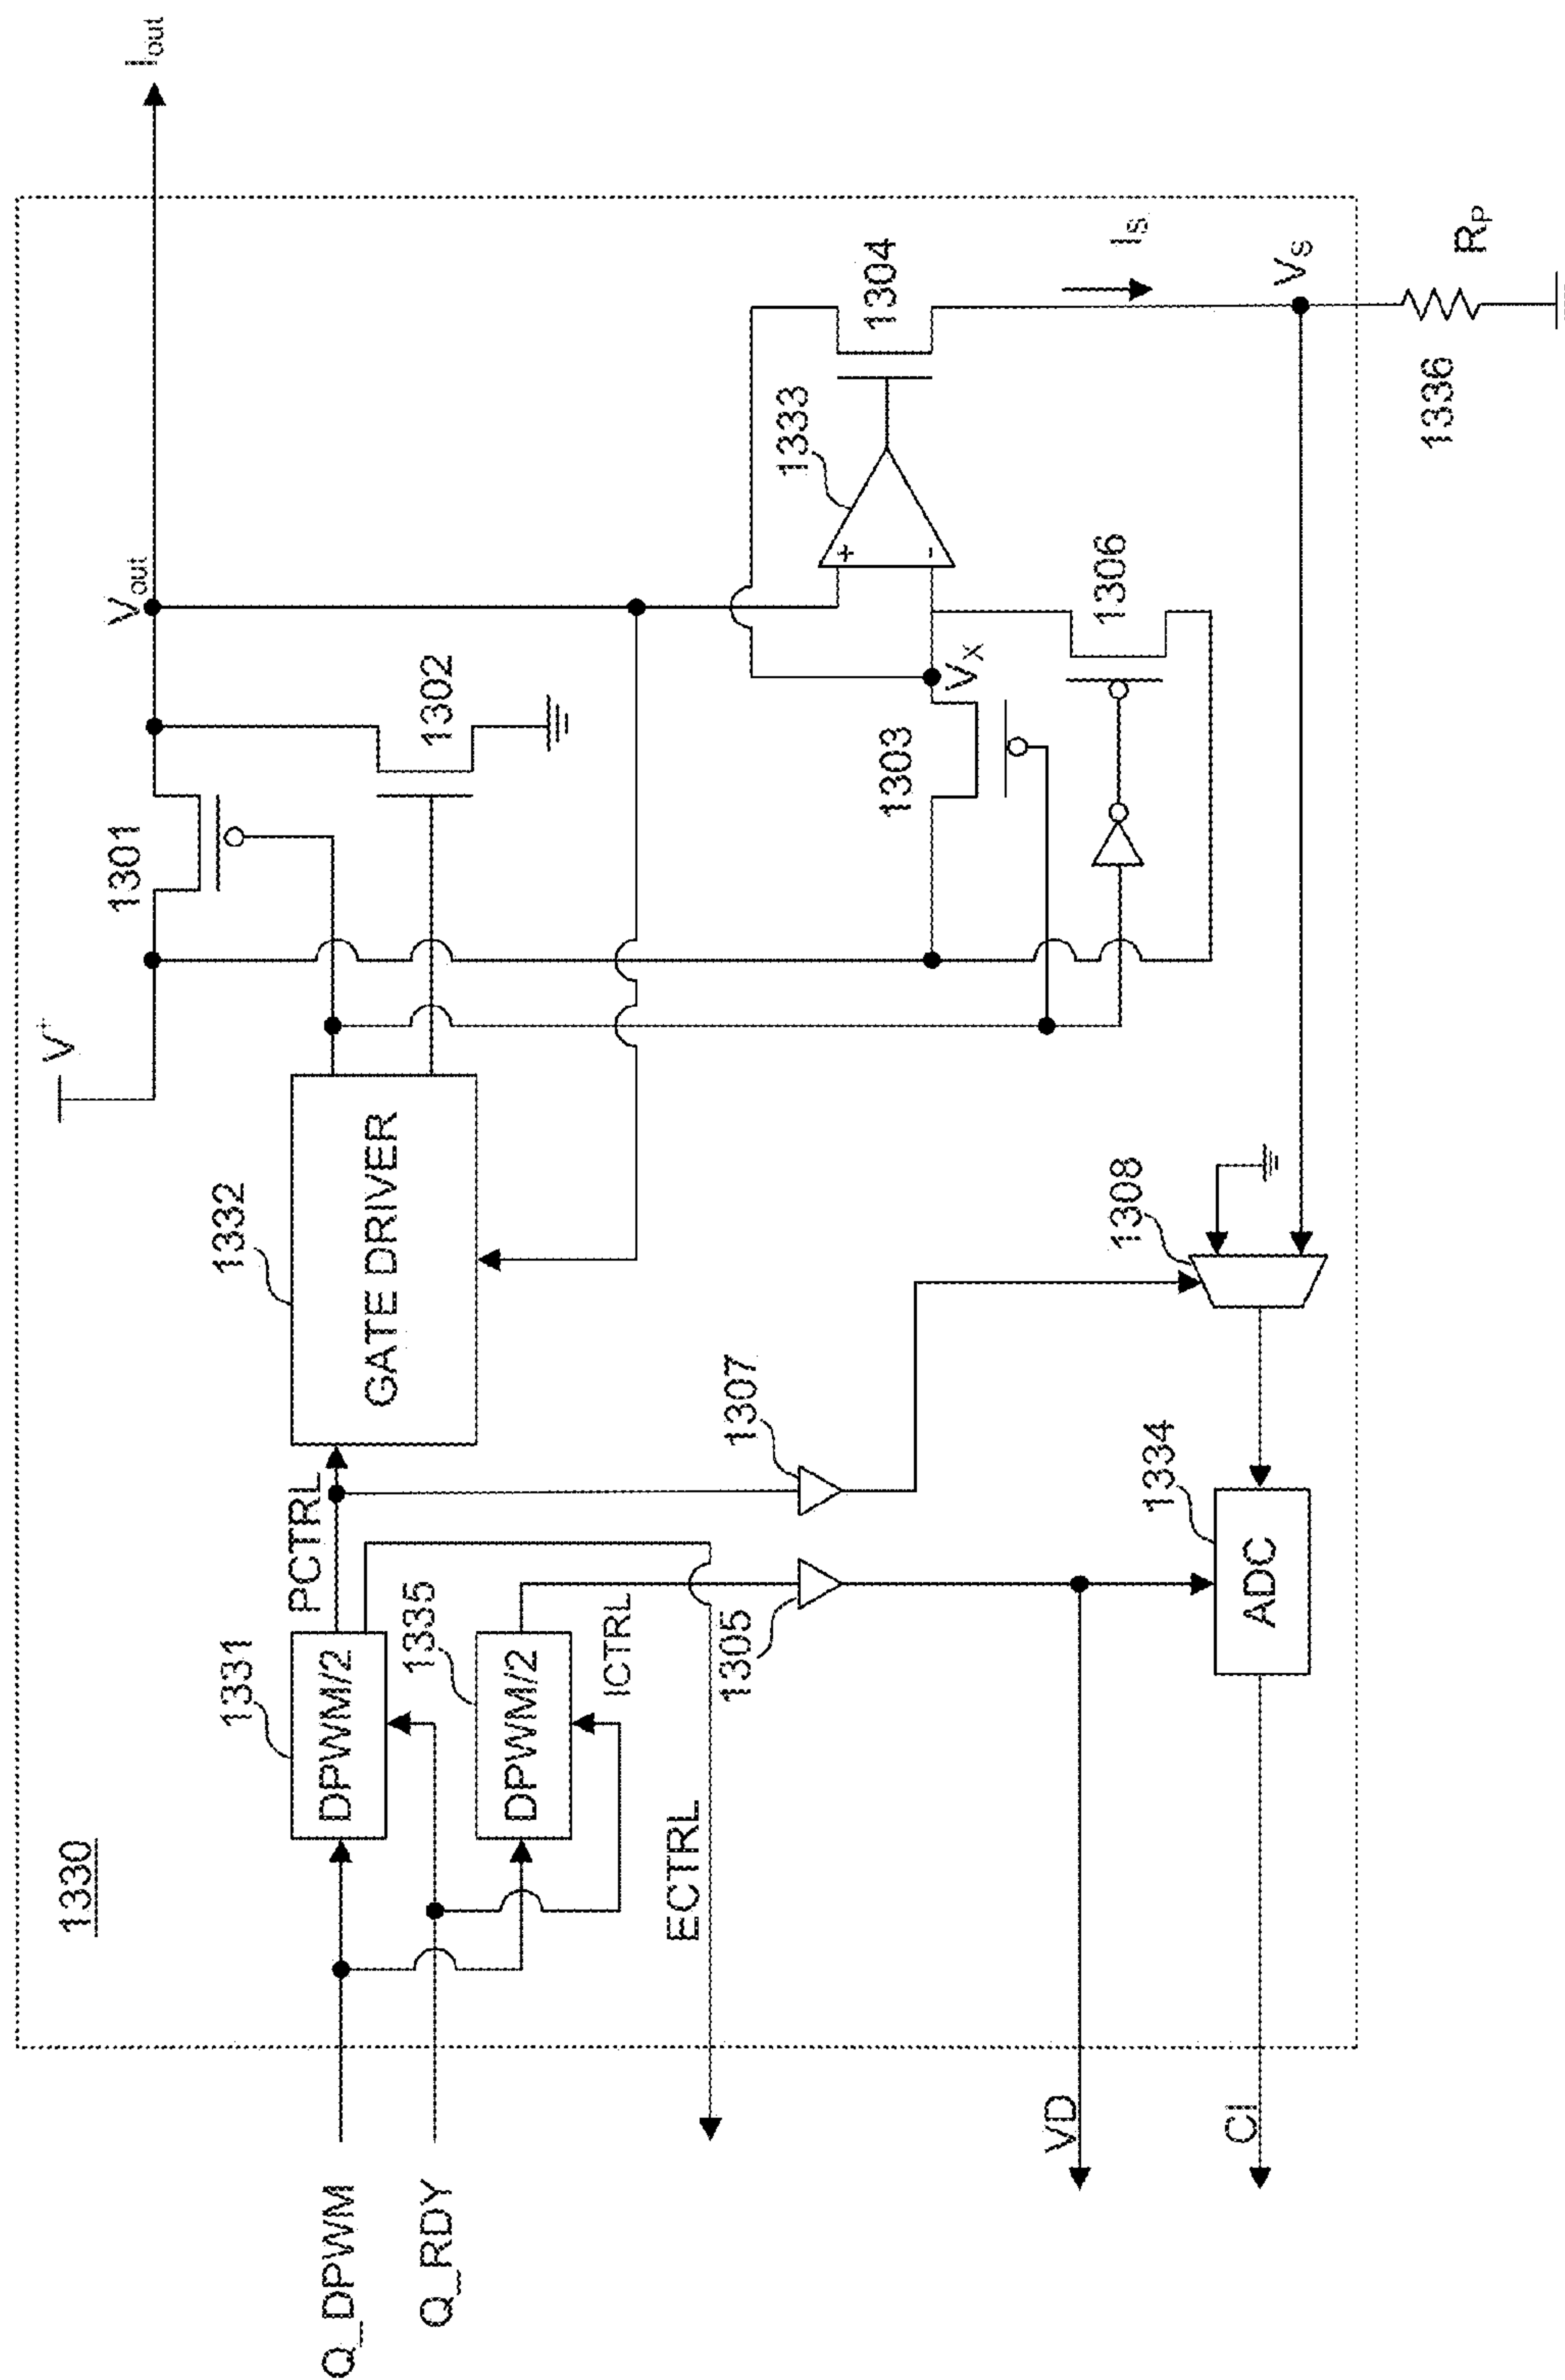 1330
Q_DPWM
Q_RDY
1331
DPWM/2
1335
DPWM/2
PCTRL
ICTRL
ECTRL
1332
GATE DRIVER
V⁺
1301
1302
Vout
Iout
1303
VX
1333
+
-
1304
1306
IS
VS
RP
1336
1305
1307
1308
1334
ADC
VD
CI